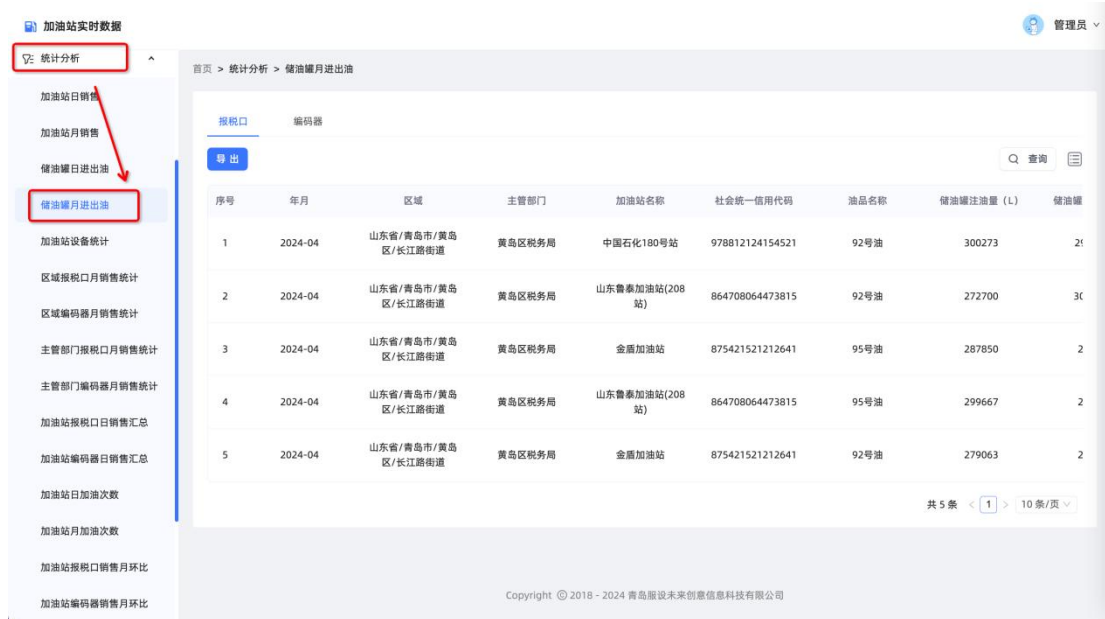 加油站实时数据
管理员
统计分析
首页 > 统计分析 > 储油罐月进出油
加油站日销售
加油站月销售
储油罐日进出油
储油罐月进出油
加油站设备统计
区域报税口月销售统计
区域编码器月销售统计
主管部门报税口月销售统计
主管部门编码器月销售统计
加油站报税口日销售汇总
加油站编码器日销售汇总
加油站日加油次数
加油站月加油次数
加油站报税口销售月环比
加油站编码器销售月环比
报税口 编码器
导出
查询
序号 年月 区域 主管部门 加油站名称 社会统一信用代码 油品名称 储油罐注油量 (L) 储油罐
1 2024-04 山东省/青岛市/黄岛 黄岛区税务局 中国石化180号站 978812124154521 92号油 300273
区/长江路街道
2 2024-04 山东省/青岛市/黄岛 黄岛区税务局 山东鲁泰加油站(208 864708064473815 92号油 272700
区/长江路街道 站)
3 2024-04 山东省/青岛市/黄岛 黄岛区税务局 金盾加油站 875421521212641 95号油 287850 2
区/长江路街道
4 2024-04 山东省/青岛市/黄岛 黄岛区税务局 山东鲁泰加油站(208 864708064473815 95号油 299667 2
区/长江路街道 站)
5 2024-04 山东省/青岛市/黄岛 黄岛区税务局 金盾加油站 875421521212641 92号油 279063 2
区/长江路街道
共 5 条 < 1 > 10 条/页
Copyright © 2018 - 2024 青岛服设未来创意信息科技有限公司